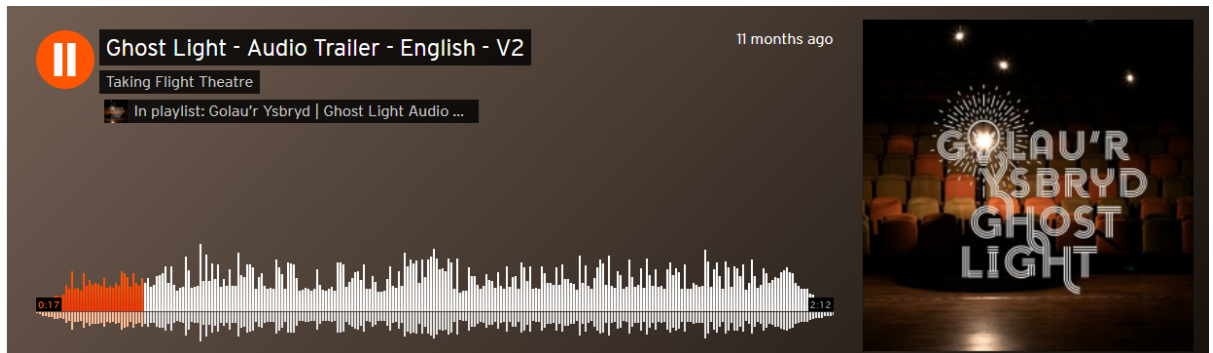 Ghost Light - Audio Trailer - English - V2
11 months ago
Taking Flight Theatre
In playlist: Golau'r Ysbryd | Ghost Light Audio ...
0:17
2:12
GOLAU'R
YSBRYD
GHOST
LIGHT